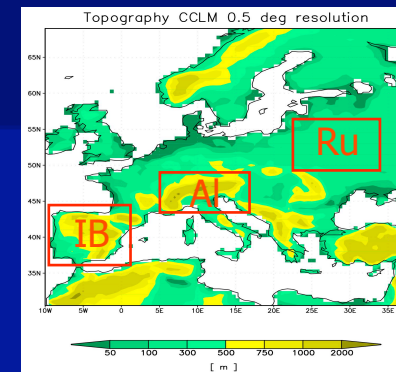 Topography CCLM 0.5 deg resolution
65N
60N
55N
50N
45N
40N
35N
Ru
Al
IB
10W 5W 0 5E 10E 15E 20E 25E 30E 35E
50 100 300 500 750 1000 2000
[ m ]